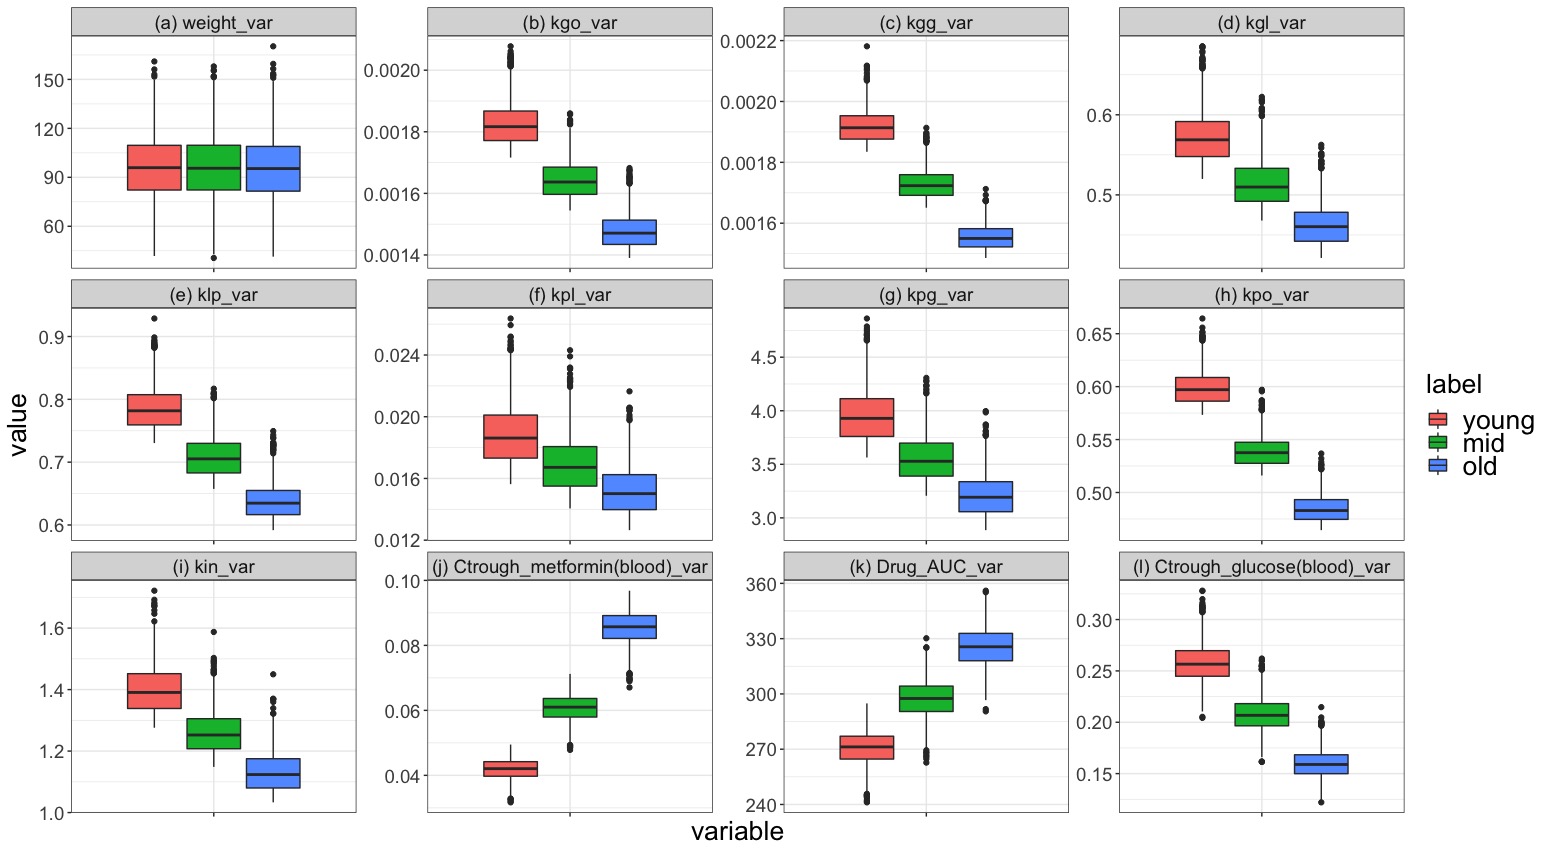 (a) weight_var
(b) kgo_var
(c) kgg_var
(d) kgl_var
150
120
90
60
0.0020
0.0018
0.0016
0.0014
0.0022
0.0020
0.0018
0.0016
0.6
0.5
(e) klp_var
(f) kpl_var
(g) kpg_var
(h) kpo_var
0.9
0.8
0.7
0.6
0.024
0.020
0.016
0.012
4.5
4.0
3.5
3.0
0.65
0.60
0.55
0.50
(i) kin_var
(j) Ctrough_metformin(blood)_var
(k) Drug_AUC_var
(l) Ctrough_glucose(blood)_var
1.6
1.4
1.2
1.0
0.10
0.08
0.06
0.04
360
330
300
270
240
0.30
0.25
0.20
0.15
value
variable
label
young
mid
old